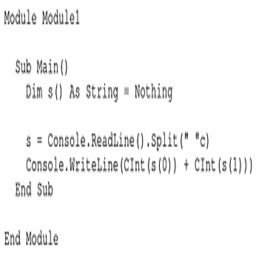 Module Module1
Sub Main()
Dim s() As String = Nothing
s = Console.ReadLine().Split(" "c)
Console.WriteLine(CInt(s(0)) + CInt(s(1)))
End Sub
End Module